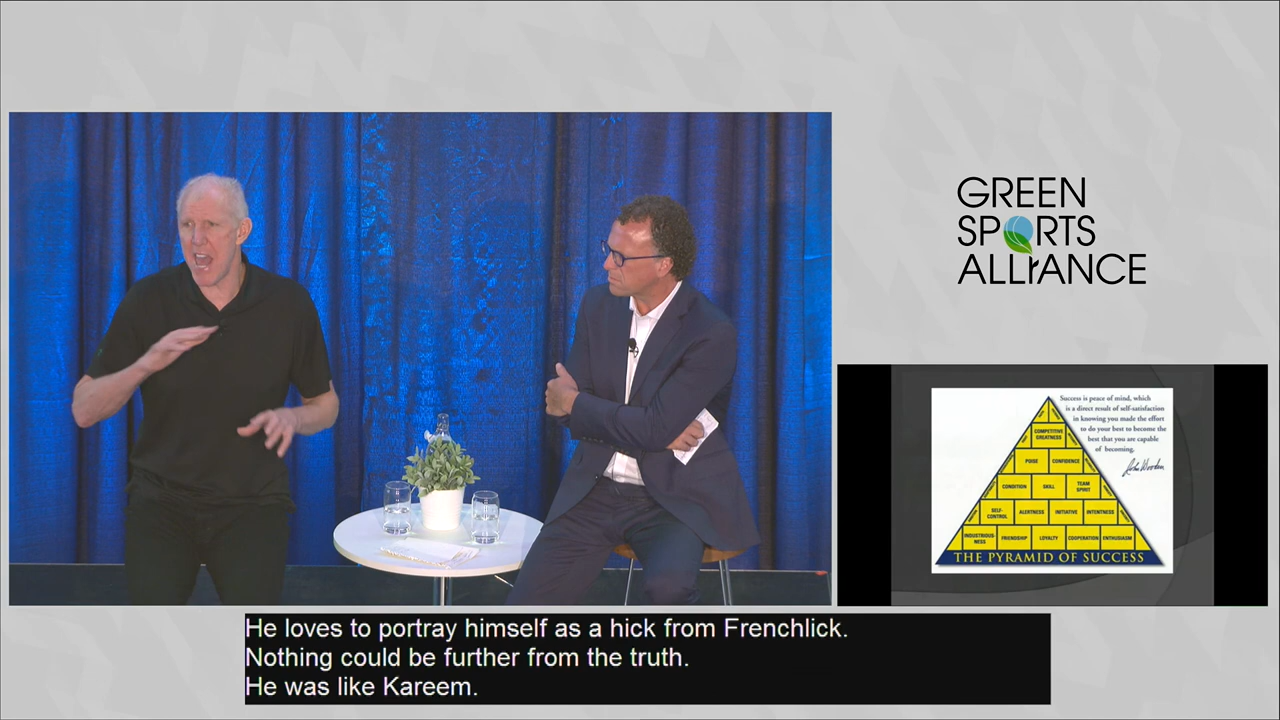 GREEN
SPORTS
ALLIANCE
Success is peace of mind, which
is a direct result of self-satisfaction
in knowing you made the effort
to do your best to become the
best that you are capable
of becoming.
John Wooden
COMPETITIVE
GREATNESS
POISE CONFIDENCE
CONDITION SKILL TEAM
SPIRIT
SELF-
CONTROL ALERTNESS INITIATIVE INTENTNESS
INDUSTRIOUS-
NESS FRIENDSHIP LOYALTY COOPERATION ENTHUSIASM
THE PYRAMID OF SUCCESS
He loves to portray himself as a hick from Frenchlick.
Nothing could be further from the truth.
He was like Kareem.